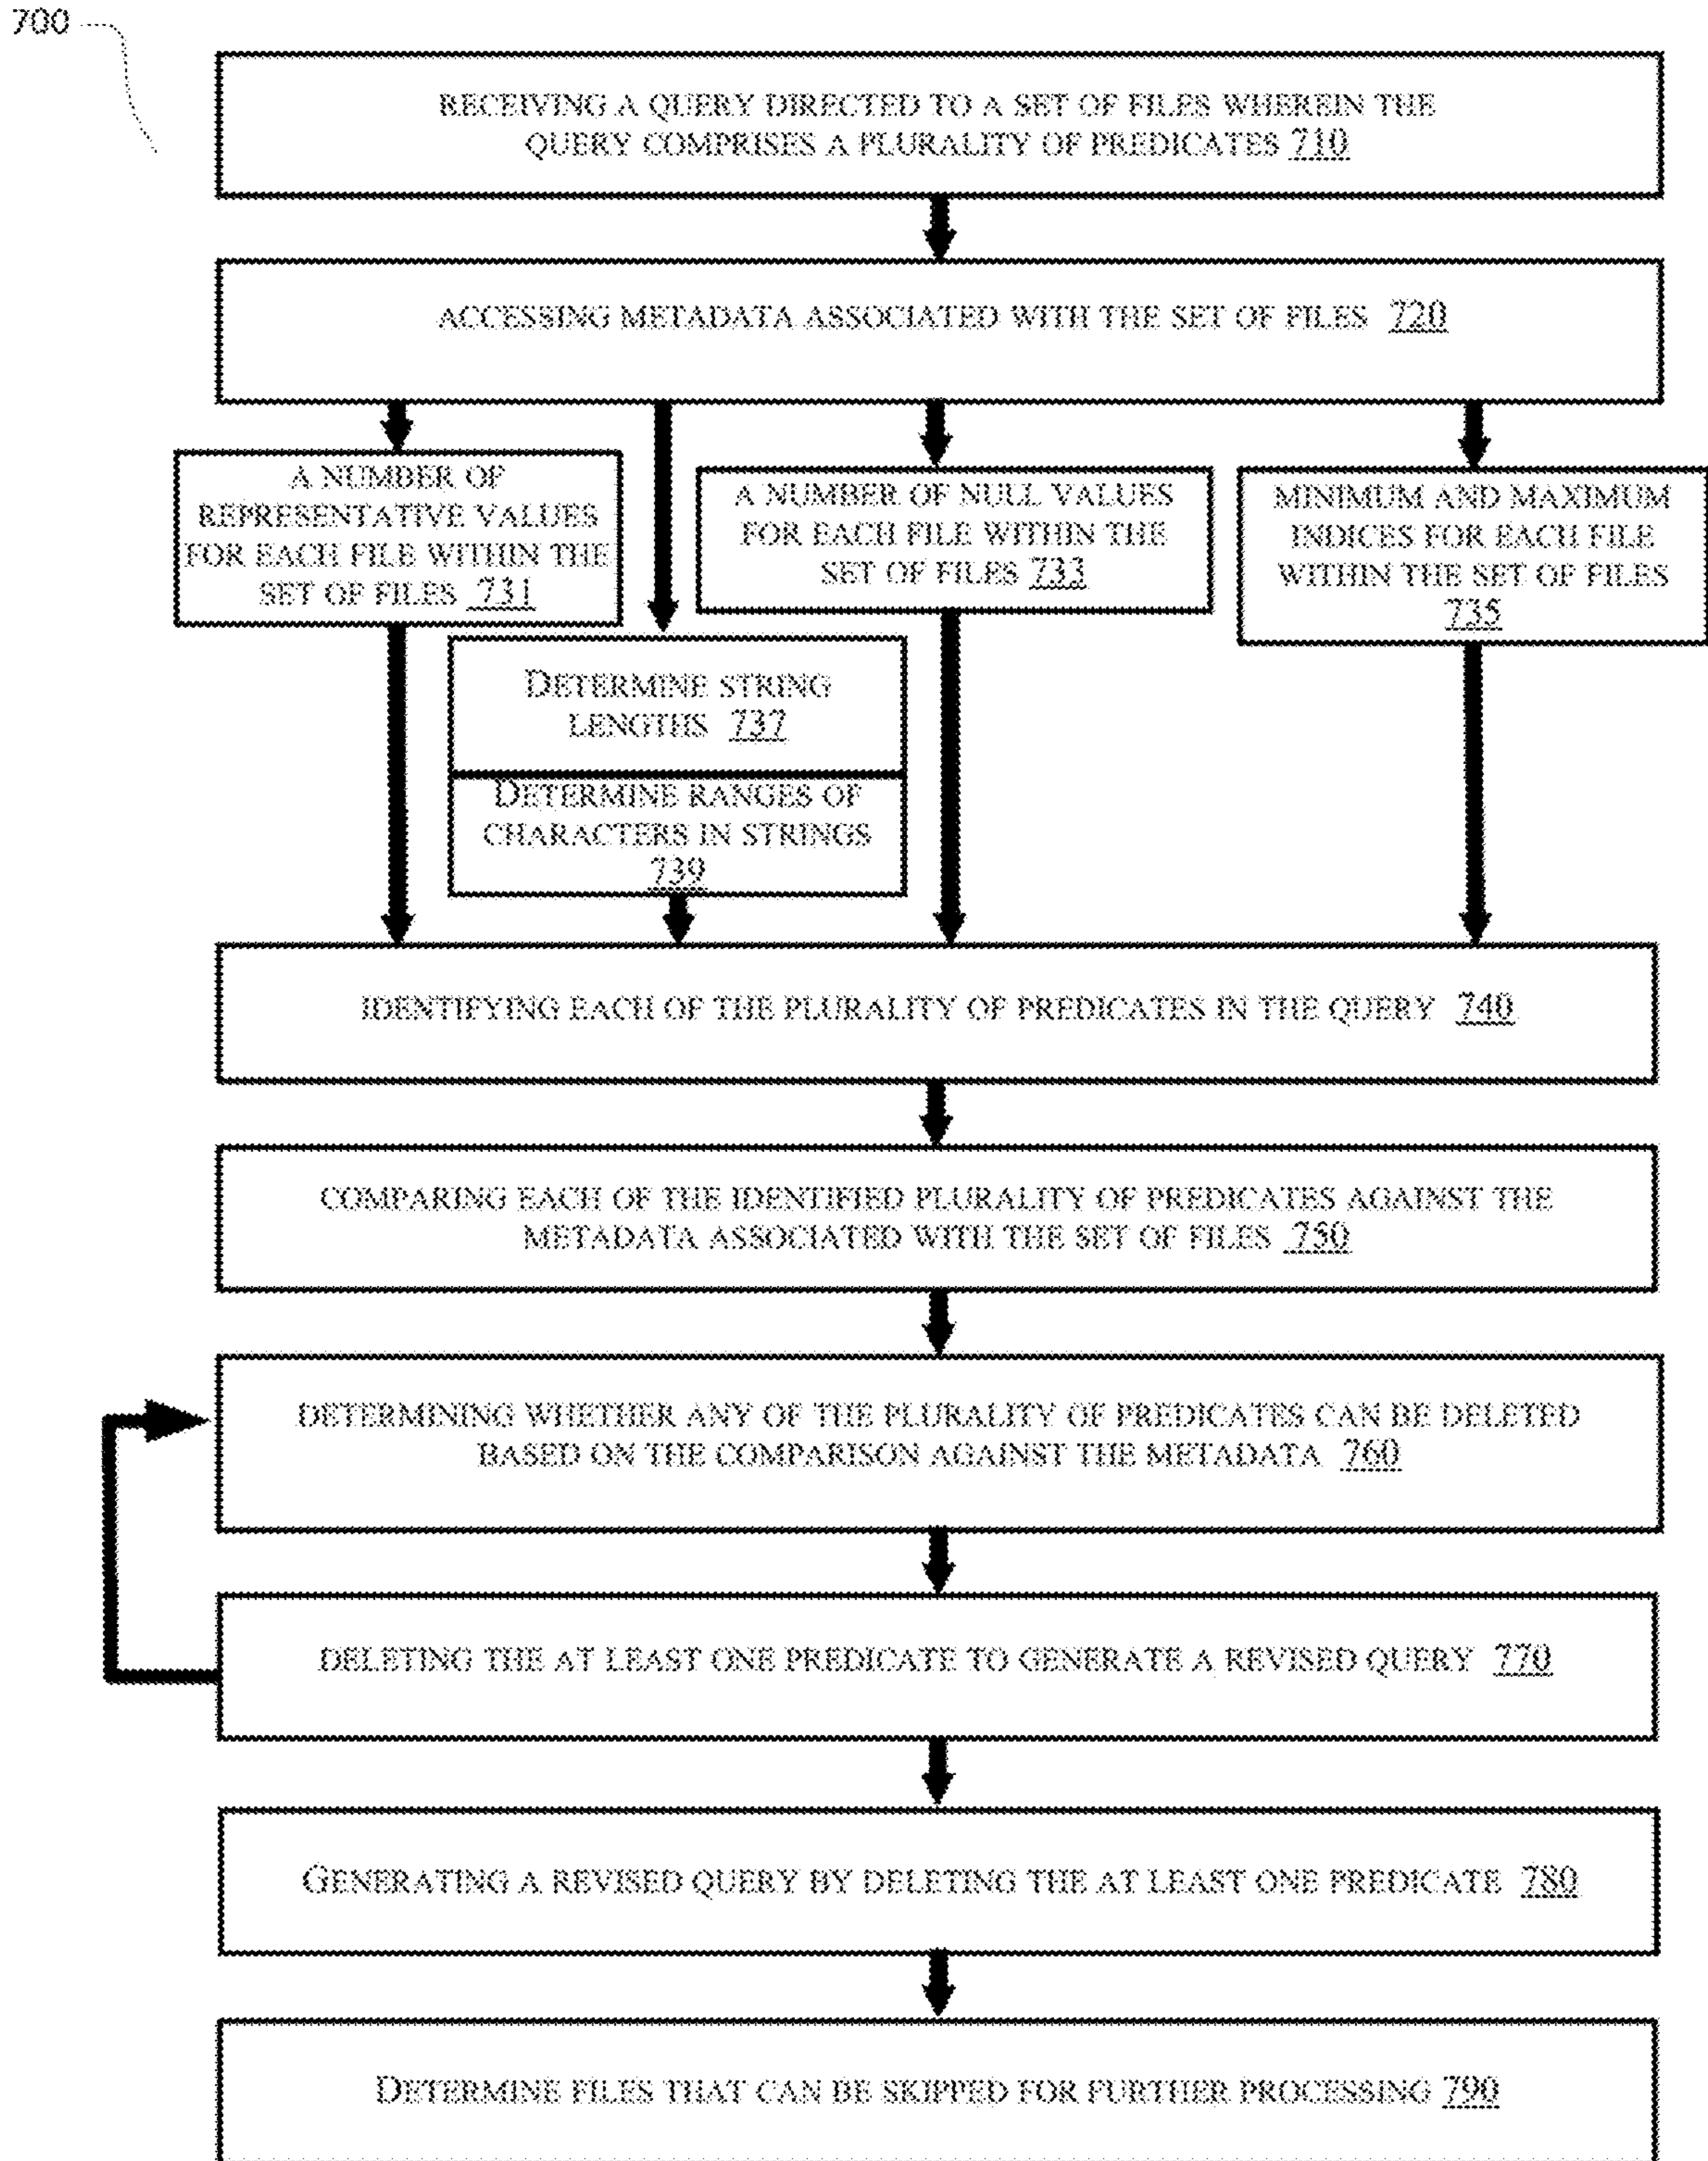 700
RECEIVING A QUERY DIRECTED TO A SET OF FILES WHEREIN THE
QUERY COMPRISES A PLURALITY OF PREDICATES 710
ACCESSING METADATA ASSOCIATED WITH THE SET OF FILES 720
A NUMBER OF
REPRESENTATIVE VALUES
FOR EACH FILE WITHIN THE
SET OF FILES 731
A NUMBER OF NULL VALUES
FOR EACH FILE WITHIN THE
SET OF FILES 733
MINIMUM AND MAXIMUM
INDICES FOR EACH FILE
WITHIN THE SET OF FILES
735
DETERMINE STRING
LENGTHS 737
DETERMINE RANGES OF
CHARACTERS IN STRINGS
739
IDENTIFYING EACH OF THE PLURALITY OF PREDICATES IN THE QUERY 740
COMPARING EACH OF THE IDENTIFIED PLURALITY OF PREDICATES AGAINST THE
METADATA ASSOCIATED WITH THE SET OF FILES 750
DETERMINING WHETHER ANY OF THE PLURALITY OF PREDICATES CAN BE DELETED
BASED ON THE COMPARISON AGAINST THE METADATA 760
DELETING THE AT LEAST ONE PREDICATE TO GENERATE A REVISED QUERY 770
GENERATING A REVISED QUERY BY DELETING THE AT LEAST ONE PREDICATE 780
DETERMINE FILES THAT CAN BE SKIPPED FOR FURTHER PROCESSING 790